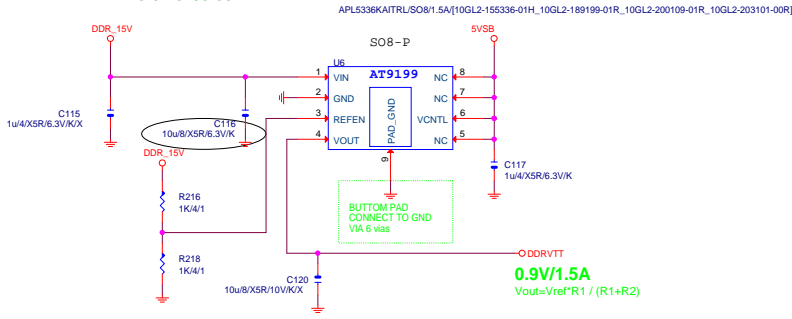 APL5336KAITRL/SO8/1.5A/[10GL2-155336-01H_10GL2-189199-01R_10GL2-200109-01R_10GL2-203101-00R]
DDR_15V
5VSB
SO8-P
U6
AT9199
1 VIN NC 8
2 GND NC 7
3 REFEN VCNTL 6
4 VOUT NC 5
PAD_GND
9
C115
1u/4/X5R/6.3V/K/X
C116
10u/8/X5R/6.3V/K
C117
1u/4/X5R/6.3V/K
DDR_15V
R216
1K/4/1
R218
1K/4/1
BUTTOM PAD
CONNECT TO GND
VIA 6 vias
C120
10u/8/X5R/10V/K/X
DDRVTT
0.9V/1.5A
Vout=Vref*R1 / (R1+R2)